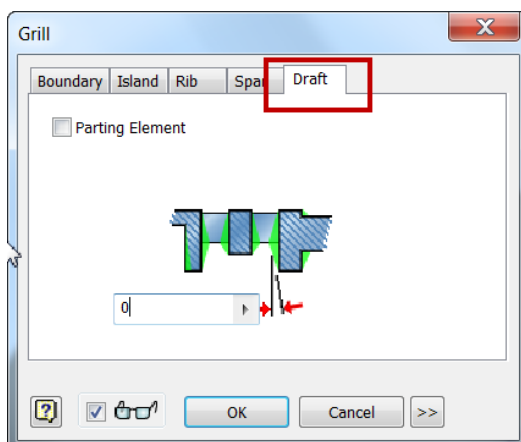 Grill
Boundary Island Rib Spar Draft
Parting Element
0
OK Cancel >>